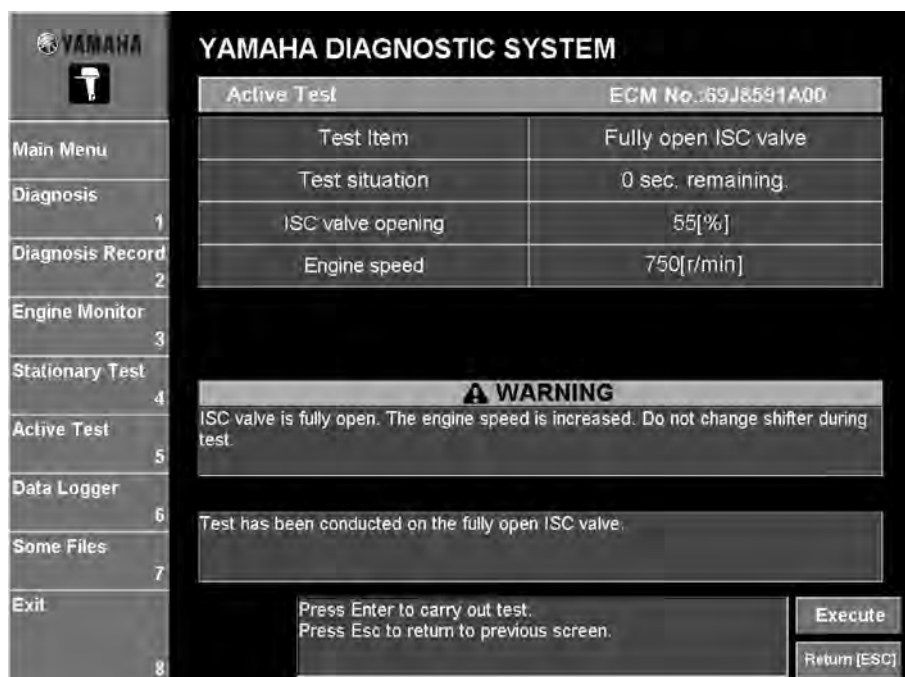 YAMAHA
YAMAHA DIAGNOSTIC SYSTEM
Active Test ECM No.:69J8591A00
Test Item Fully open ISC valve
Test situation 0 sec. remaining.
ISC valve opening 55[%]
Engine speed 750[r/min]
Main Menu
Diagnosis
1
Diagnosis Record
2
Engine Monitor
3
Stationary Test
4
Active Test
5
Data Logger
6
Some Files
7
Exit
8
WARNING
ISC valve is fully open. The engine speed is increased. Do not change shifter during
test.
Test has been conducted on the fully open ISC valve.
Press Enter to carry out test.
Press Esc to return to previous screen.
Execute
Return [ESC]